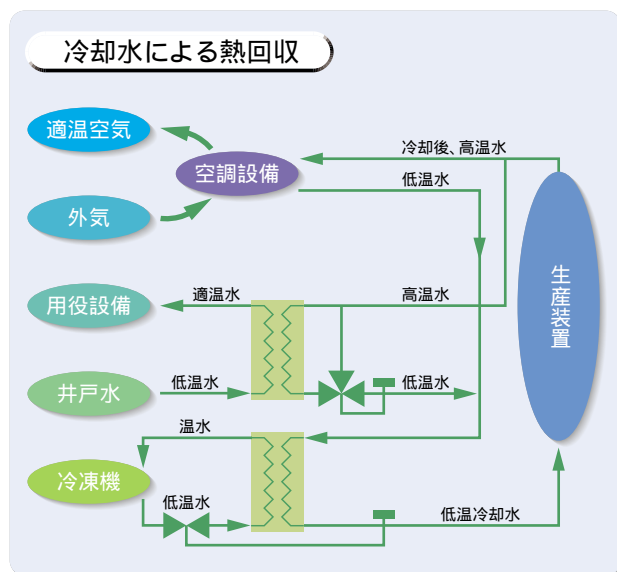 冷却水による熱回収
適温空気
冷却後、高温水
空調設備
低温水
外気
生産装置
適温水
高温水
用役設備
低温水
低温水
井戸水
温水
冷凍機
低温水
低温冷却水